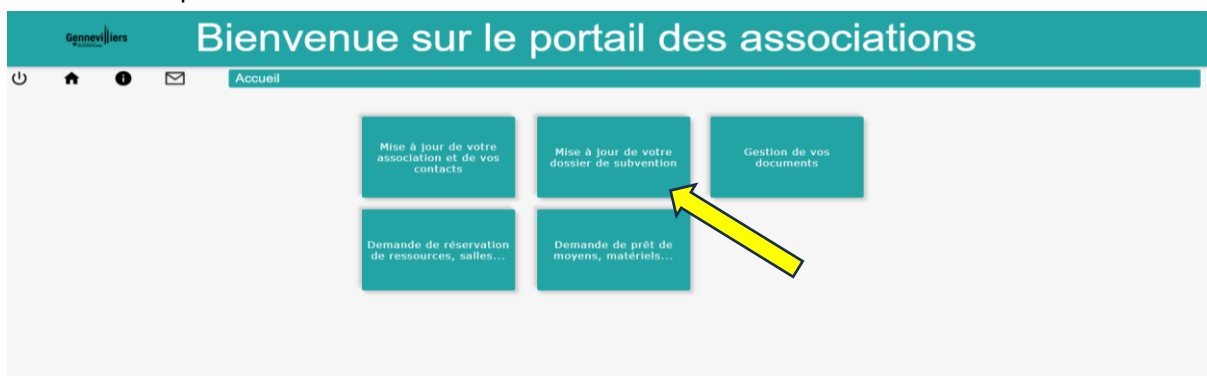 Gennevilliers
Bienvenue sur le portail des associations
Accueil
Mise à jour de votre
association et de vos
contacts
Mise à jour de votre
dossier de subvention
Gestion de vos
documents
Demande de réservation
de ressources, salles...
Demande de prêt de
moyens, matériels...